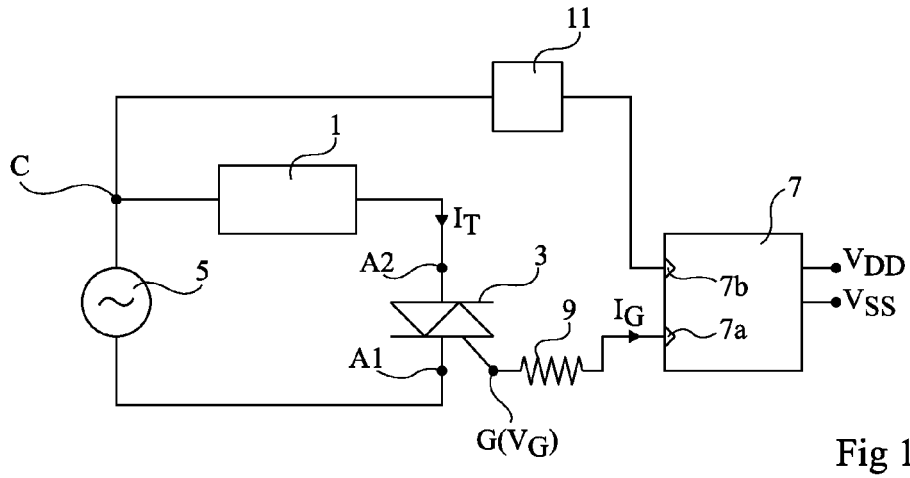 11
1
C
7
I_T
A2
3
5
V_DD
7b
V_SS
9
I_G
7a
A1
G(V_G)
Fig 1